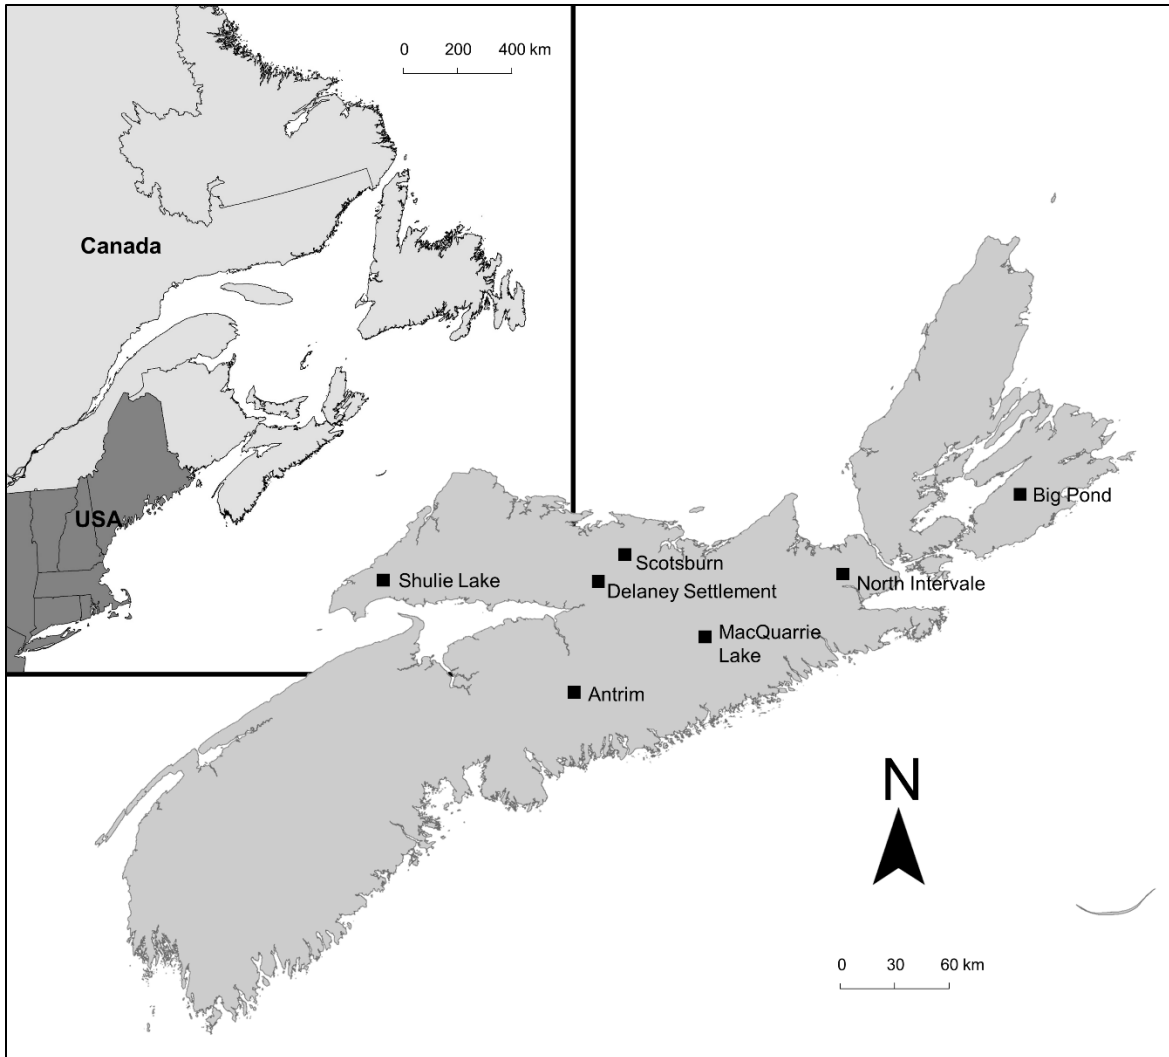 0 200 400 km
Canada
USA
Big Pond
Scotsburn
Shulie Lake
Delaney Settlement
North Intervale
MacQuarrie
Lake
Antrim
N
0 30 60 km